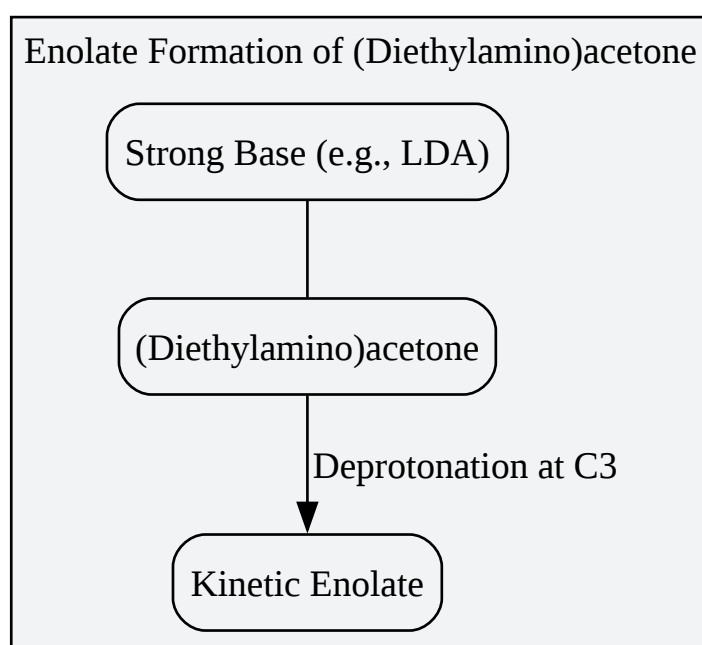 Enolate Formation of (Diethylamino)acetone
Strong Base (e.g., LDA)
(Diethylamino)acetone
Deprotonation at C3
Kinetic Enolate